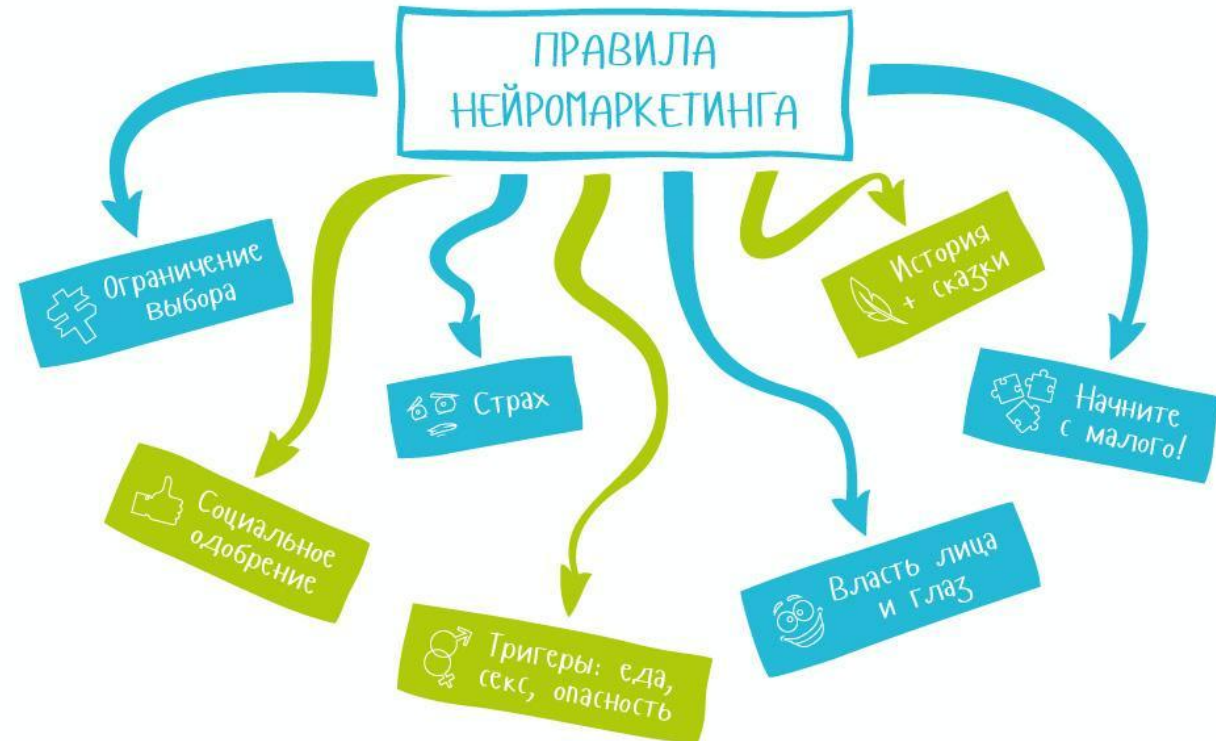 ПРАВИЛА
НЕЙРОМАРКЕТИНГА
Ограничение
выбора
Социальное
одобрение
Страх
Тригеры: еда,
секс, опасность
Власть лица
и глаз
История
+ сказки
Начните
с малого!